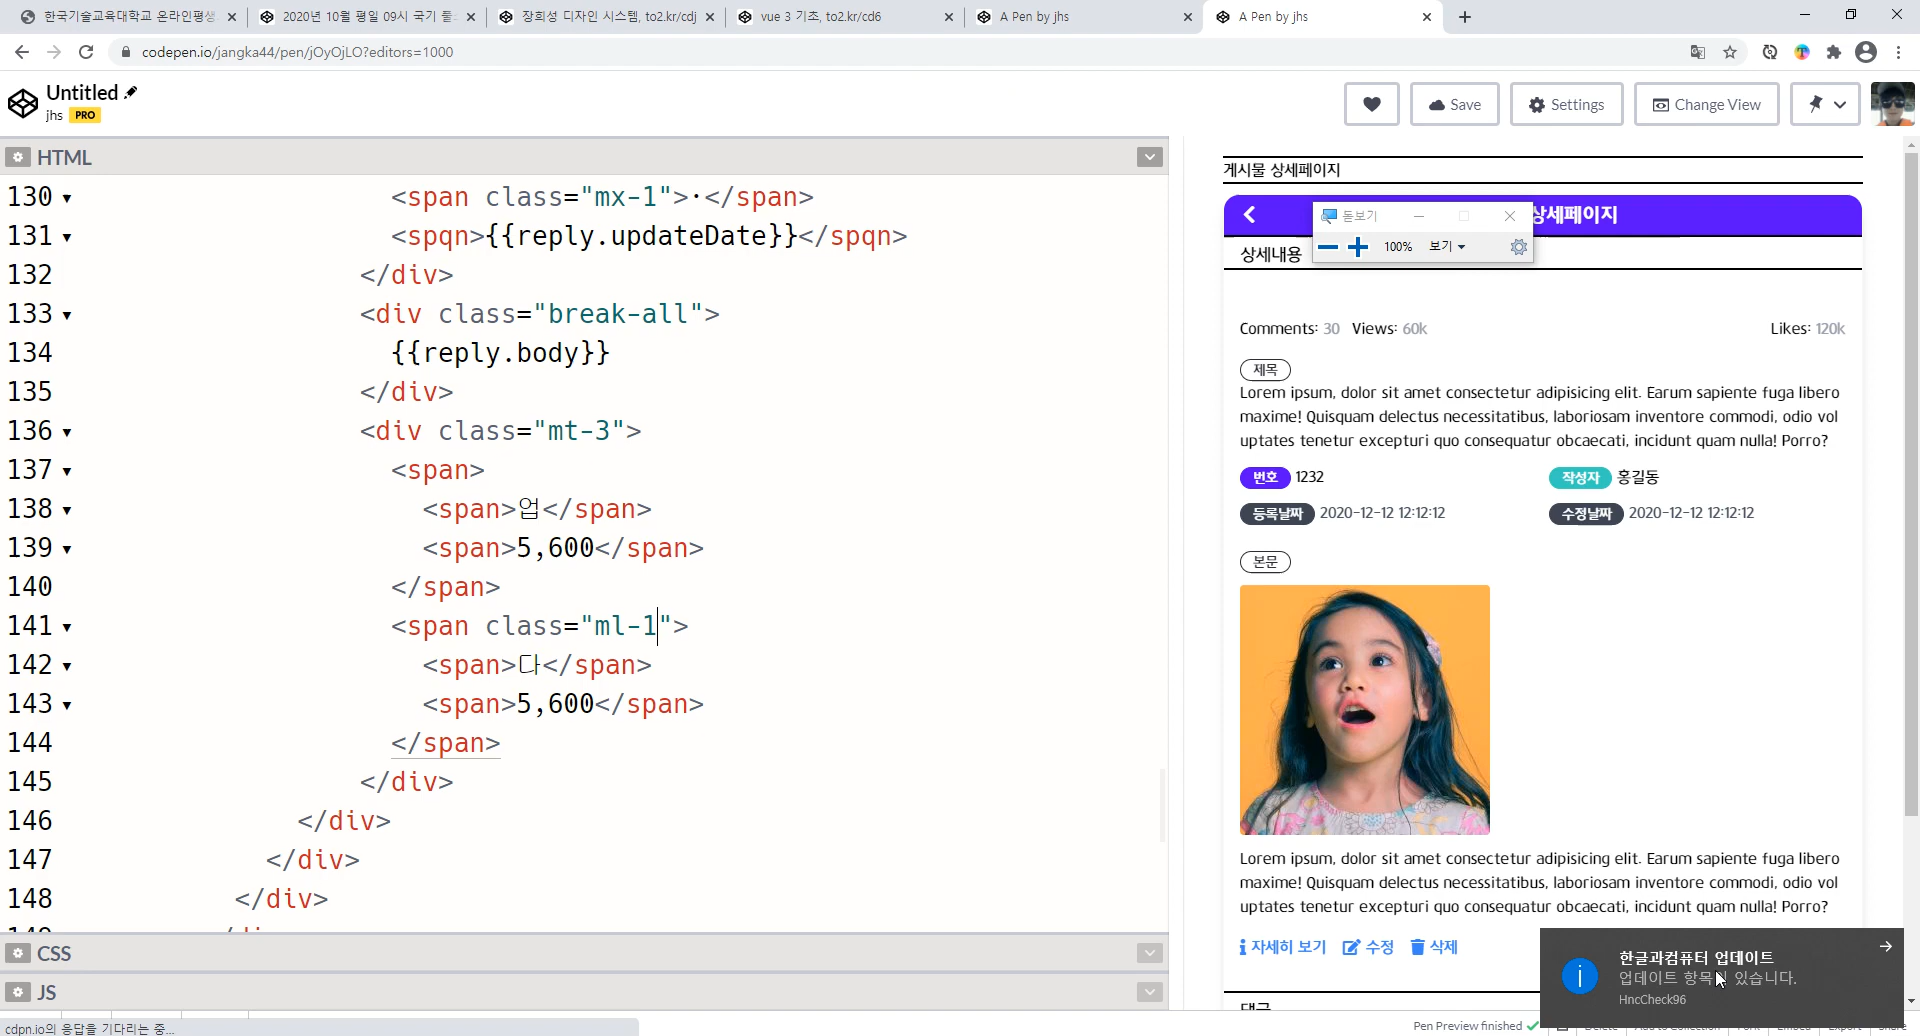 한국기술교육대학교 온라인평생
2020년 10월 평일 09시 국기 훈
장희성 디자인 시스템, to2.kr/cdj
vue 3 기초, to2.kr/cd6
A Pen by jhs
A Pen by jhs
codepen.io/jangka44/pen/jOyOjLO?editors=1000
Untitled
jhs PRO
Save
Settings
Change View
HTML
130 <span class="mx-1">·</span>
131 <spqn>{{reply.updateDate}}</spqn>
132 </div>
133 <div class="break-all">
134 {{reply.body}}
135 </div>
136 <div class="mt-3">
137 <span>
138 <span>업</span>
139 <span>5,600</span>
140 </span>
141 <span class="ml-1">
142 <span>다</span>
143 <span>5,600</span>
144 </span>
145 </div>
146 </div>
147 </div>
148 </div>
CSS
JS
cdpn.io의 응답을 기다리는 중...
게시물 상세페이지
상세페이지
돋보기
100% 보기
상세내용
Comments: 30 Views: 60k Likes: 120k
제목
Lorem ipsum, dolor sit amet consectetur adipisicing elit. Earum sapiente fuga libero
maxime! Quisquam delectus necessitatibus, laboriosam inventore commodi, odio vol
uptates tenetur excepturi quo consequatur obcaecati, incidunt quam nulla! Porro?
번호 1232 작성자 홍길동
등록날짜 2020-12-12 12:12:12 수정날짜 2020-12-12 12:12:12
본문
Lorem ipsum, dolor sit amet consectetur adipisicing elit. Earum sapiente fuga libero
maxime! Quisquam delectus necessitatibus, laboriosam inventore commodi, odio vol
uptates tenetur excepturi quo consequatur obcaecati, incidunt quam nulla! Porro?
자세히 보기 수정 삭제
한글과컴퓨터 업데이트
업데이트 항목이 있습니다.
HncCheck96
댓글
Pen Preview finished